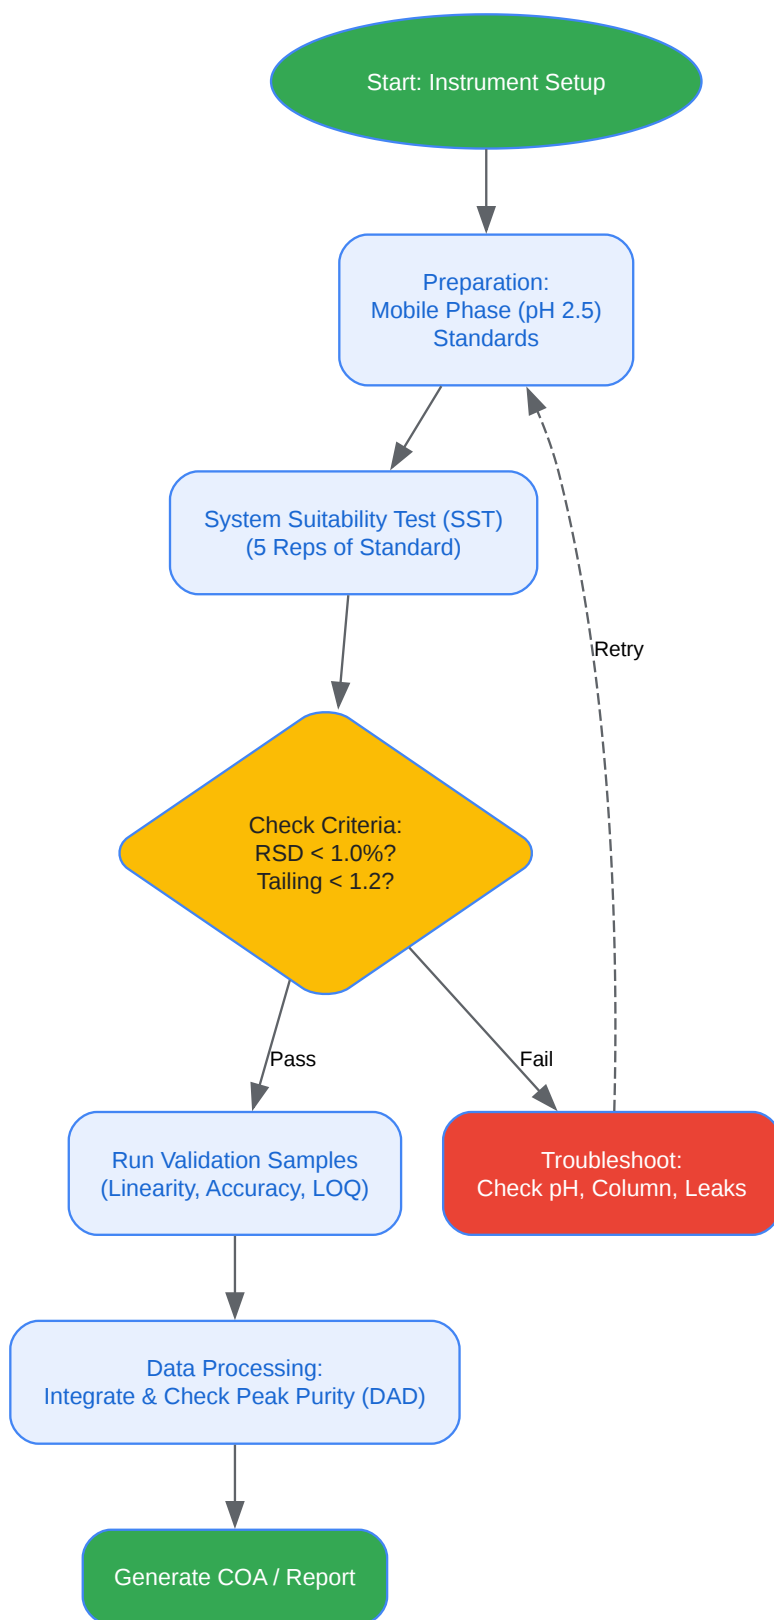 Start: Instrument Setup
Preparation:
Mobile Phase (pH 2.5)
Standards
System Suitability Test (SST)
(5 Reps of Standard)
Retry
Check Criteria:
RSD < 1.0%?
Tailing < 1.2?
Pass
Fail
Run Validation Samples
(Linearity, Accuracy, LOQ)
Troubleshoot:
Check pH, Column, Leaks
Data Processing:
Integrate & Check Peak Purity (DAD)
Generate COA / Report